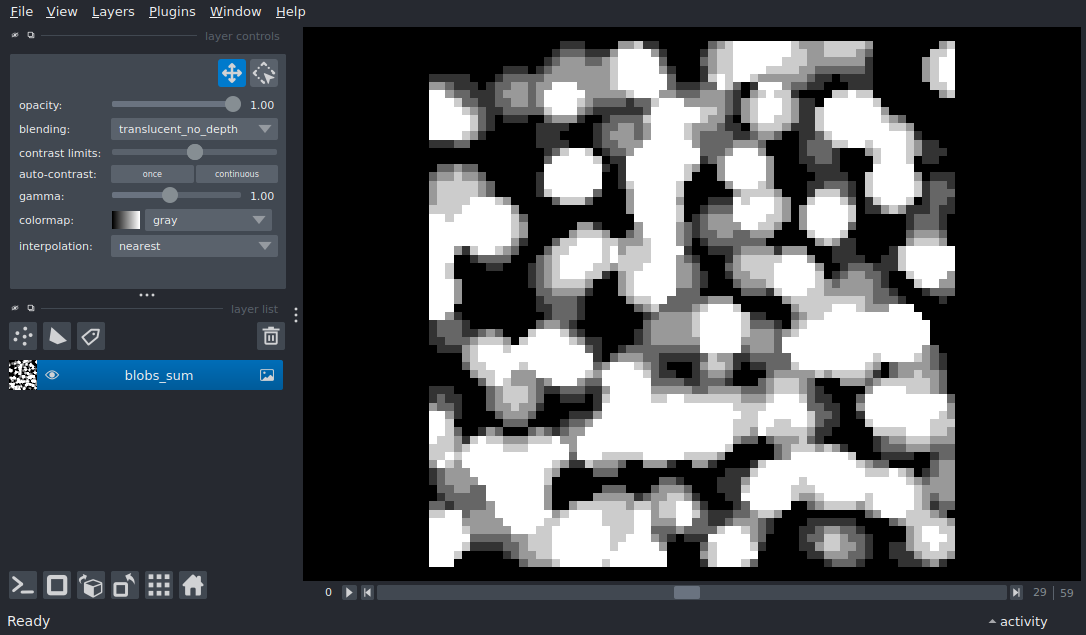 File View Layers Plugins Window Help
layer controls
opacity: 1.00
blending: translucent_no_depth
contrast limits:
auto-contrast: once continuous
gamma: 1.00
colormap: gray
interpolation: nearest
layer list
blobs_sum
0 29 59
Ready activity